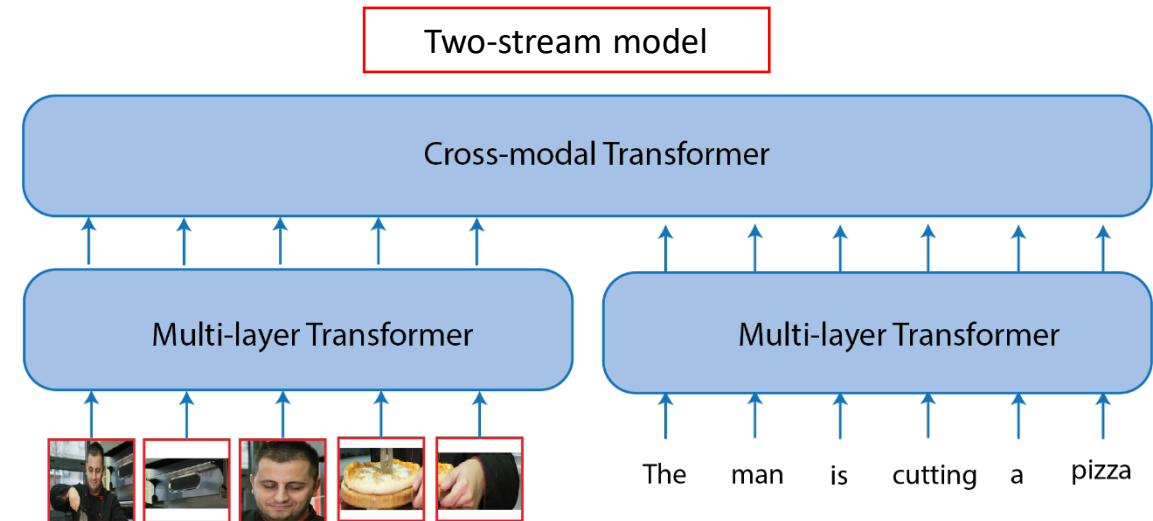 Two-stream model
Cross-modal Transformer
Multi-layer Transformer
Multi-layer Transformer
The man is cutting a pizza